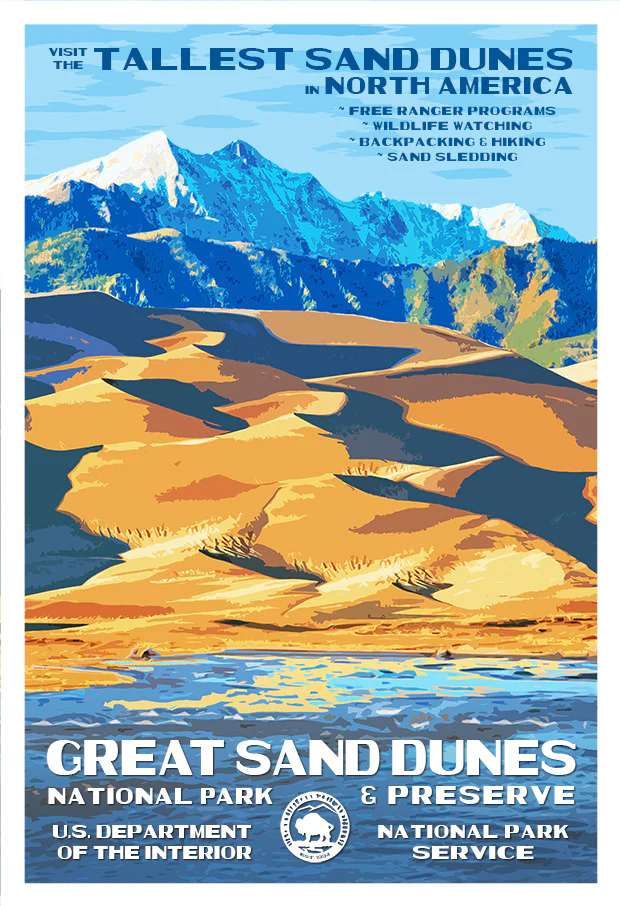 VISIT THE TALLEST SAND DUNES
IN NORTH AMERICA
~ FREE RANGER PROGRAMS
~ WILDLIFE WATCHING
~ BACKPACKING & HIKING
~ SAND SLEDDING
GREAT SAND DUNES
NATIONAL PARK & PRESERVE
U.S. DEPARTMENT OF THE INTERIOR
NATIONAL PARK SERVICE